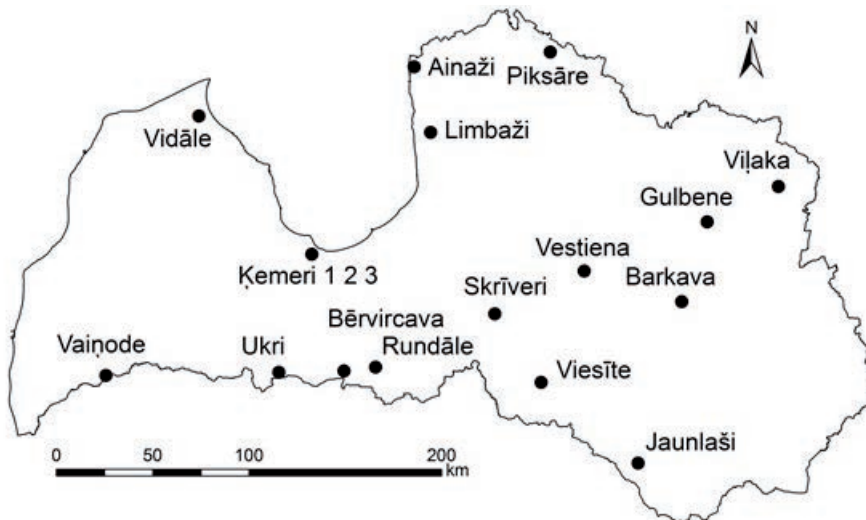 N
Ainaži
Piksāre
Vidāle
Limbaži
Viļaka
Gulbene
Vestiena
Ķemeri 1 2 3
Skrīveri
Barkava
Bērvircava
Vaiņode
Ukri
Rundāle
Viesīte
Jaunlaši
0 50 100 200
km